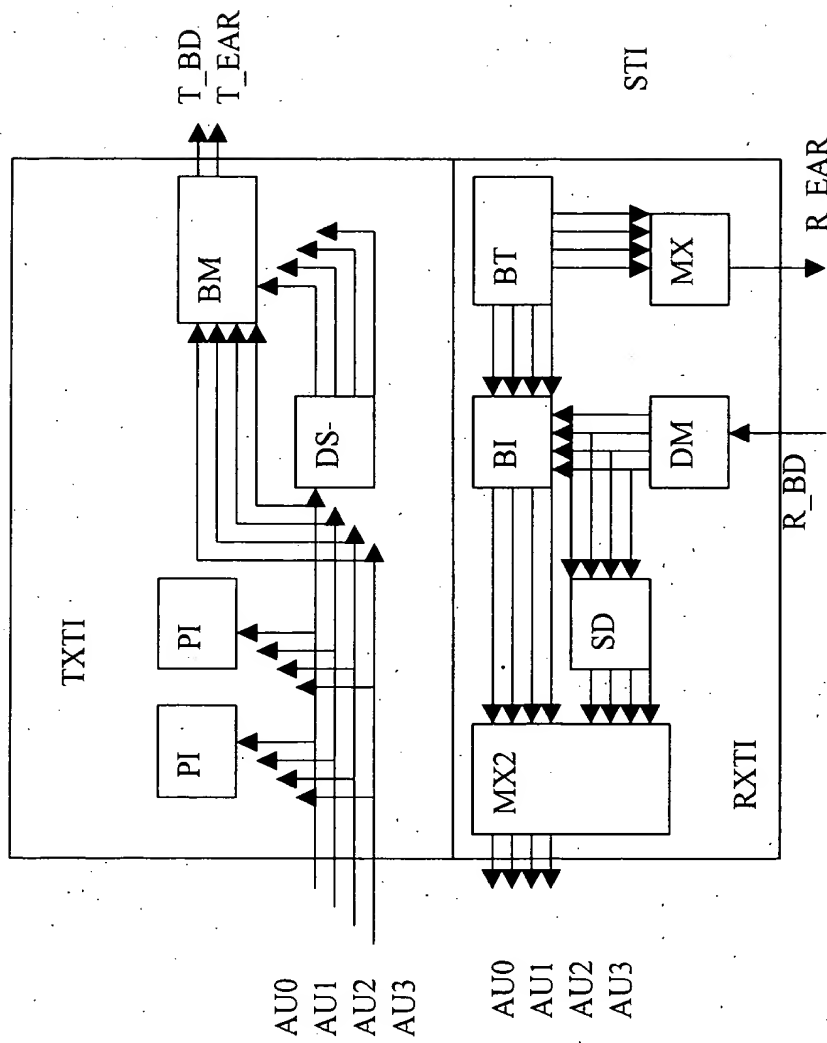 AU0
AU1
AU2
AU3
TXTI
PI
PI
DS-
BM
T_BD
T_EAR
AU0
AU1
AU2
AU3
RXTI
MX2
SD
BI
BT
DM
MX
R_BD
R_EAR
STI